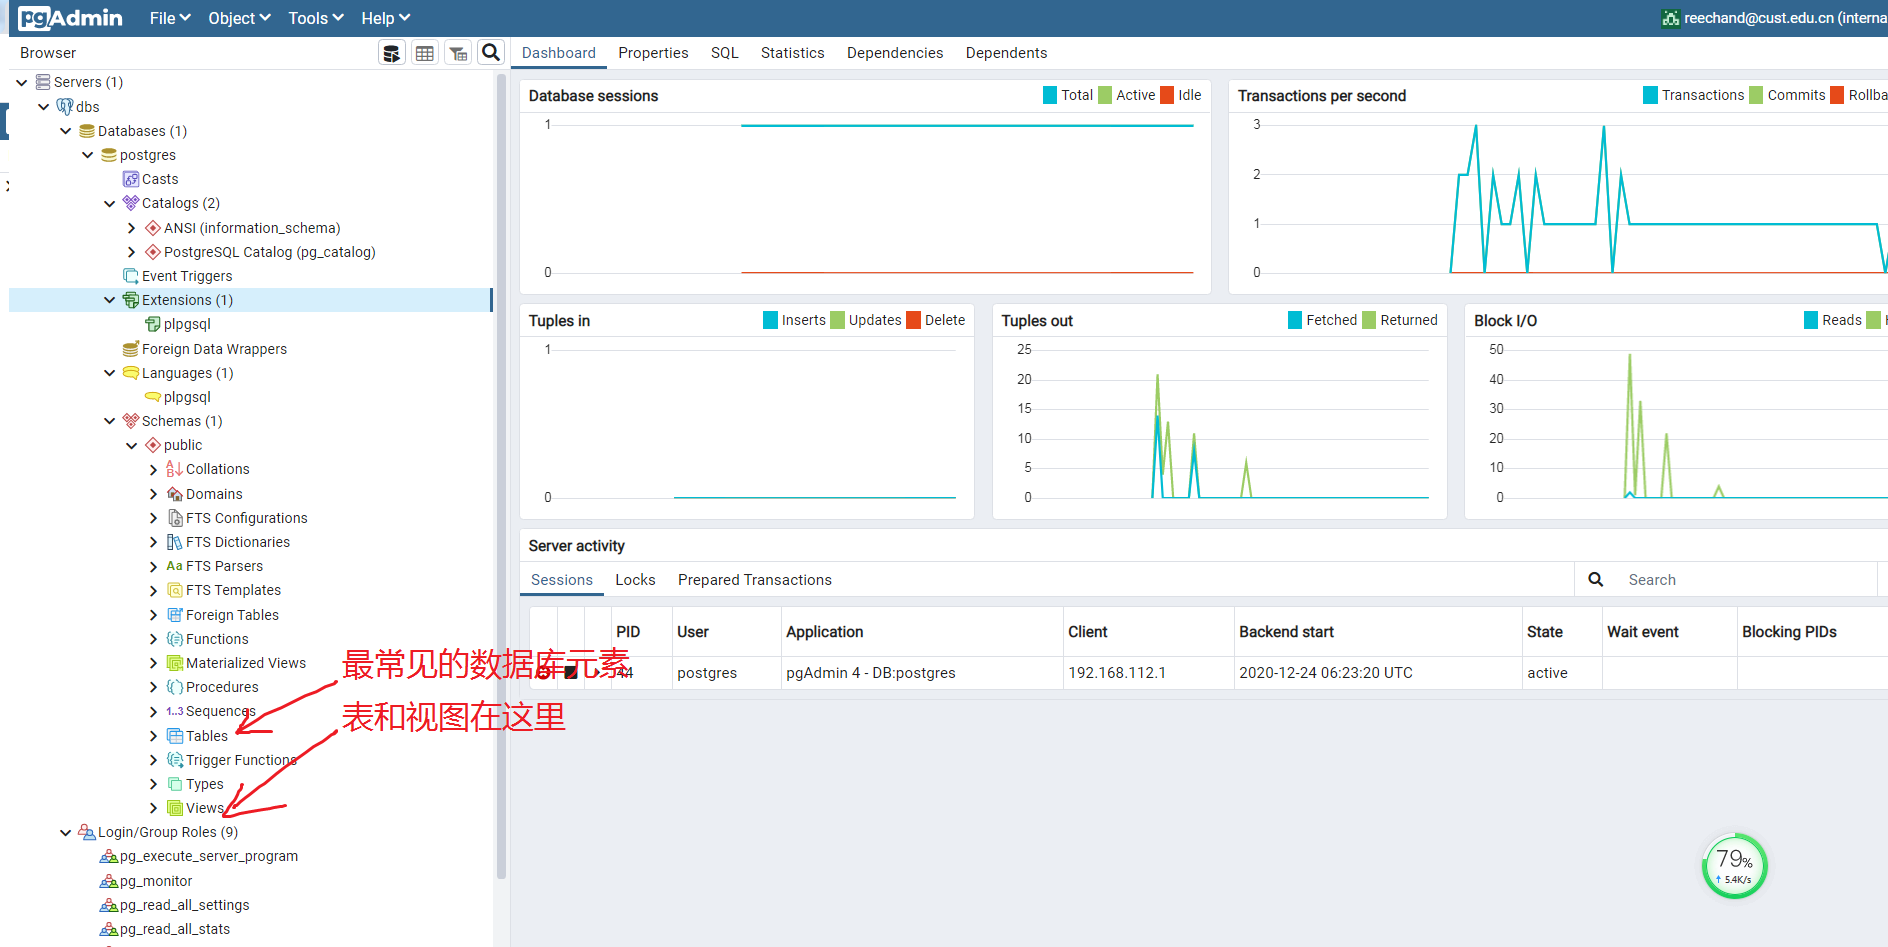 pgAdmin File Object Tools Help reechand@cust.edu.cn (interna
Browser
Dashboard Properties SQL Statistics Dependencies Dependents
Servers (1)
dbs
Databases (1)
postgres
Casts
Catalogs (2)
ANSI (information_schema)
PostgreSQL Catalog (pg_catalog)
Event Triggers
Extensions (1)
plpgsql
Foreign Data Wrappers
Languages (1)
plpgsql
Schemas (1)
public
Collations
Domains
FTS Configurations
FTS Dictionaries
Aa FTS Parsers
FTS Templates
Foreign Tables
Functions
Materialized Views
Procedures
1..3 Sequences
Tables
Trigger Functions
Types
Views
Login/Group Roles (9)
pg_execute_server_program
pg_monitor
pg_read_all_settings
pg_read_all_stats
最常见的数据库元素
表和视图在这里
Database sessions Total Active Idle
1
0
Transactions per second Transactions Commits Rollba
3
2
1
0
Tuples in Inserts Updates Delete
1
0
Tuples out Fetched Returned
25
20
15
10
5
0
Block I/O Reads
50
40
30
20
10
0
Server activity
Sessions Locks Prepared Transactions Search
PID User Application Client Backend start State Wait event Blocking PIDs
44 postgres pgAdmin 4 - DB:postgres 192.168.112.1 2020-12-24 06:23:20 UTC active
79%
↑ 5.4K/s